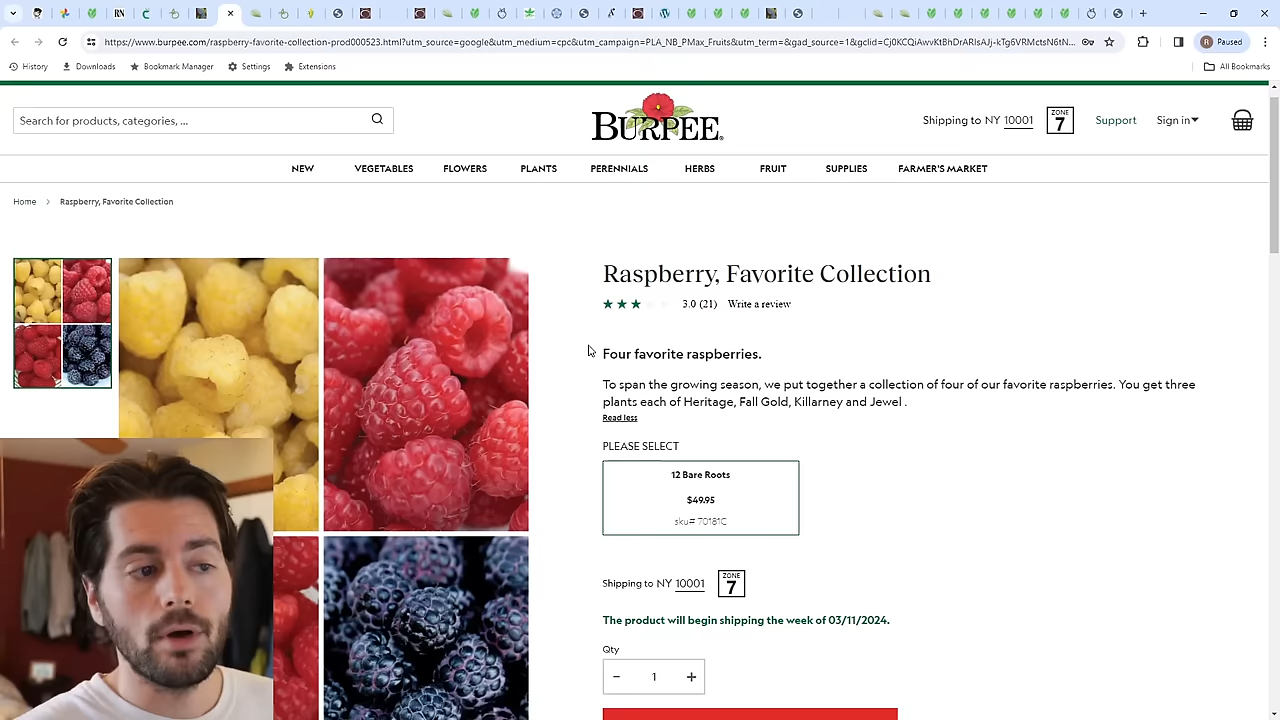 IN
R
Paused
https://www.burpee.com/raspberry-favorite-collection-prod000523.html?utm_source=google&utm_medium=cpc&utm_campaign=PLA_NB_PMax_Fruits&utm_term=&gad_source=1&gclid=Cj0KCQiAwvKtBhDrARIsAJj-kTg6VRMctsN6tN...
History Downloads Bookmark Manager Settings Extensions All Bookmarks
Search for products, categories, ...
BURPEE
Shipping to NY 10001
ZONE
7
Support
Sign in
NEW VEGETABLES FLOWERS PLANTS PERENNIALS HERBS FRUIT SUPPLIES FARMER'S MARKET
Home > Raspberry, Favorite Collection
Raspberry, Favorite Collection
3.0 (21) Write a review
Four favorite raspberries.
To span the growing season, we put together a collection of four of our favorite raspberries. You get three
plants each of Heritage, Fall Gold, Killarney and Jewel .
Read less
PLEASE SELECT
12 Bare Roots
$49.95
sku# 70181C
Shipping to NY 10001
ZONE
7
The product will begin shipping the week of 03/11/2024.
Qty
- 1 +